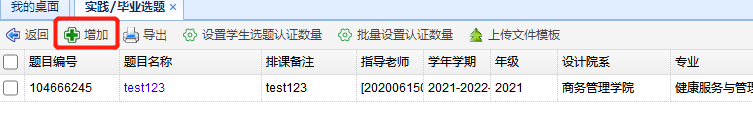 我的桌面 实践/毕业选题 ×
返回 增加 导出 设置学生选题认证数量 批量设置认证数量 上传文件模板
题目编号 题目名称 排课备注 指导老师 学年学期 年级 设计院系 专业
104666245 test123 test123 [202006150 2021-2022- 2021 商务管理学院 健康服务与管